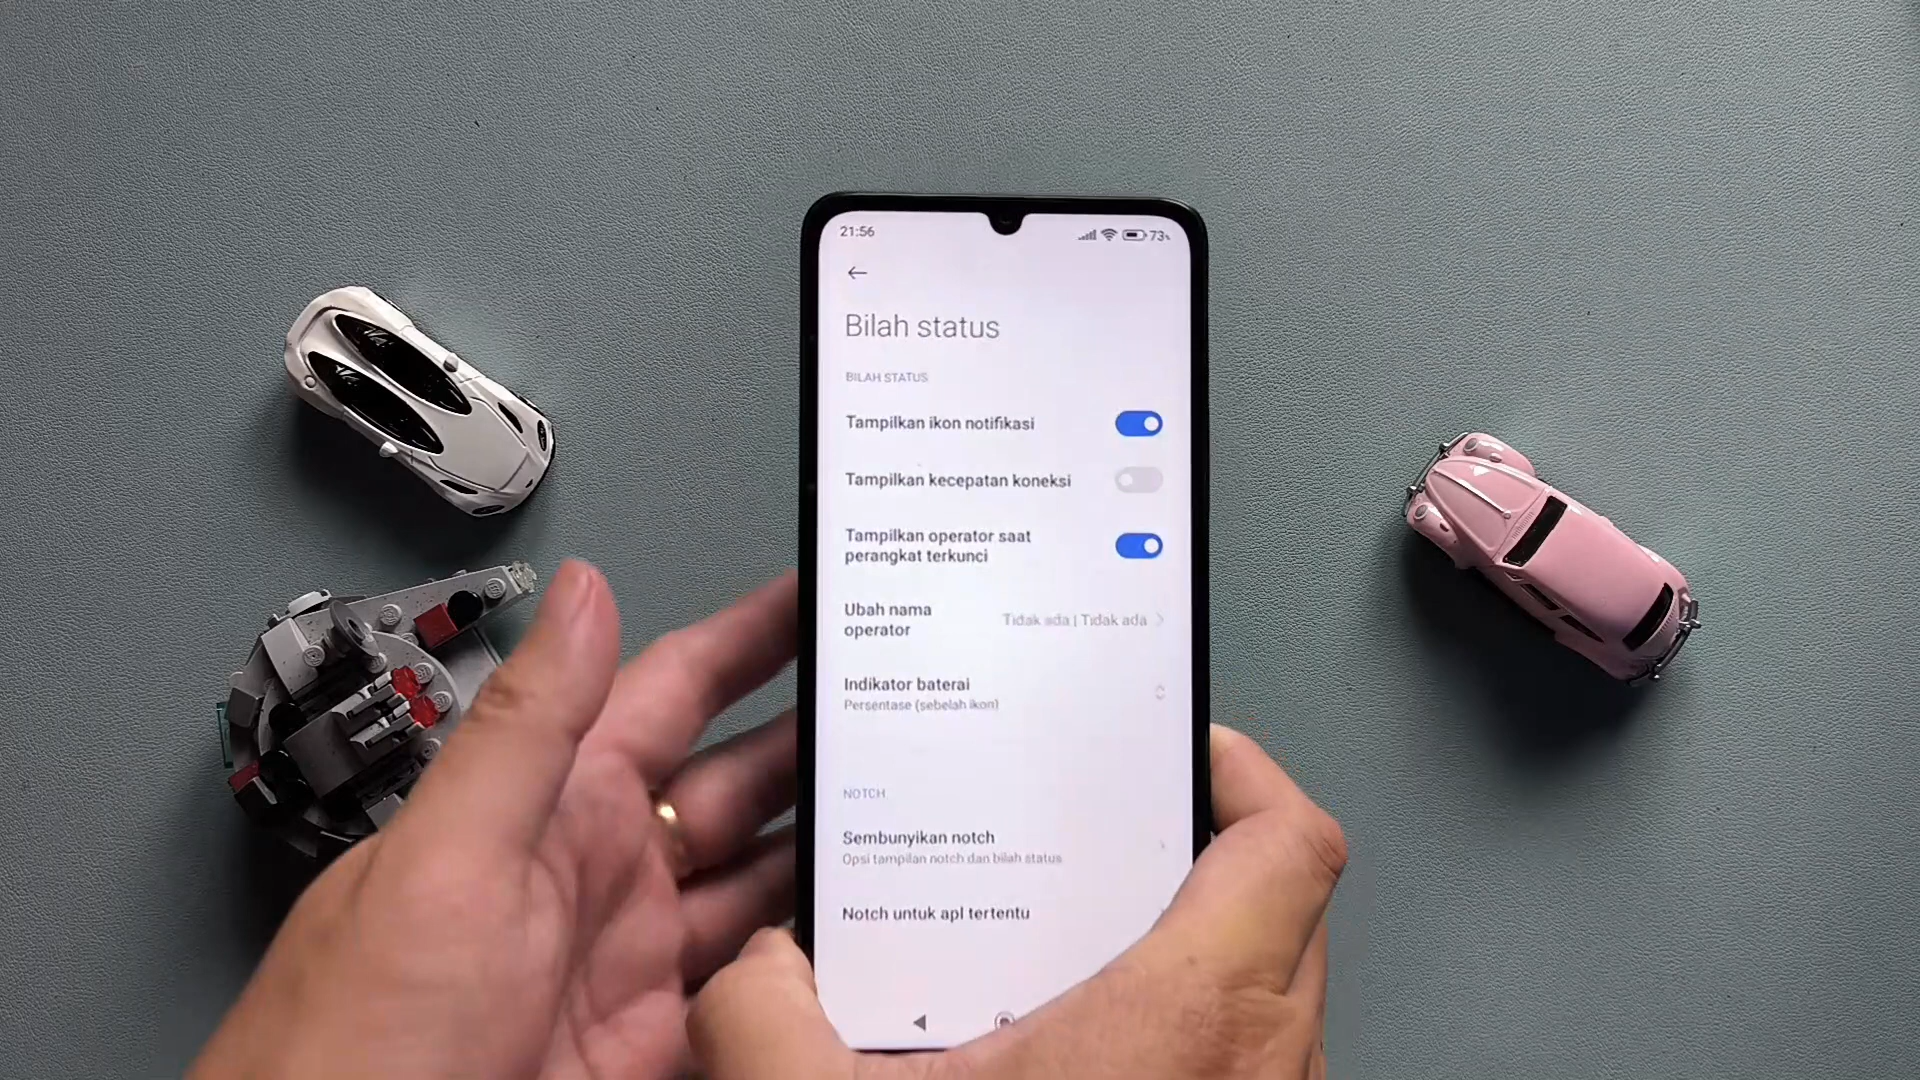 21:56
73%
Bilah status
BILAH STATUS
Tampilkan ikon notifikasi
Tampilkan kecepatan koneksi
Tampilkan operator saat
perangkat terkunci
Ubah nama
operator
Tidak ada | Tidak ada
Indikator baterai
Persentase (sebelah ikon)
NOTCH
Sembunyikan notch
Opsi tampilan notch dan bilah status
Notch untuk apl tertentu